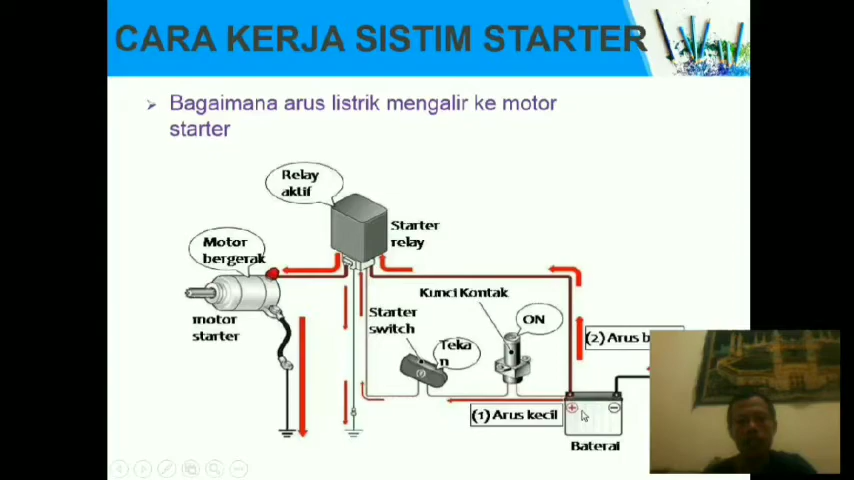 CARA KERJA SISTIM STARTER
Bagaimana arus listrik mengalir ke motor
starter
Relay
aktif
Starter
relay
Motor
bergerak
motor
starter
Kunci Kontak
ON
Starter
switch
Teka
n
(2) Arus b
(1) Arus kecil
Baterai